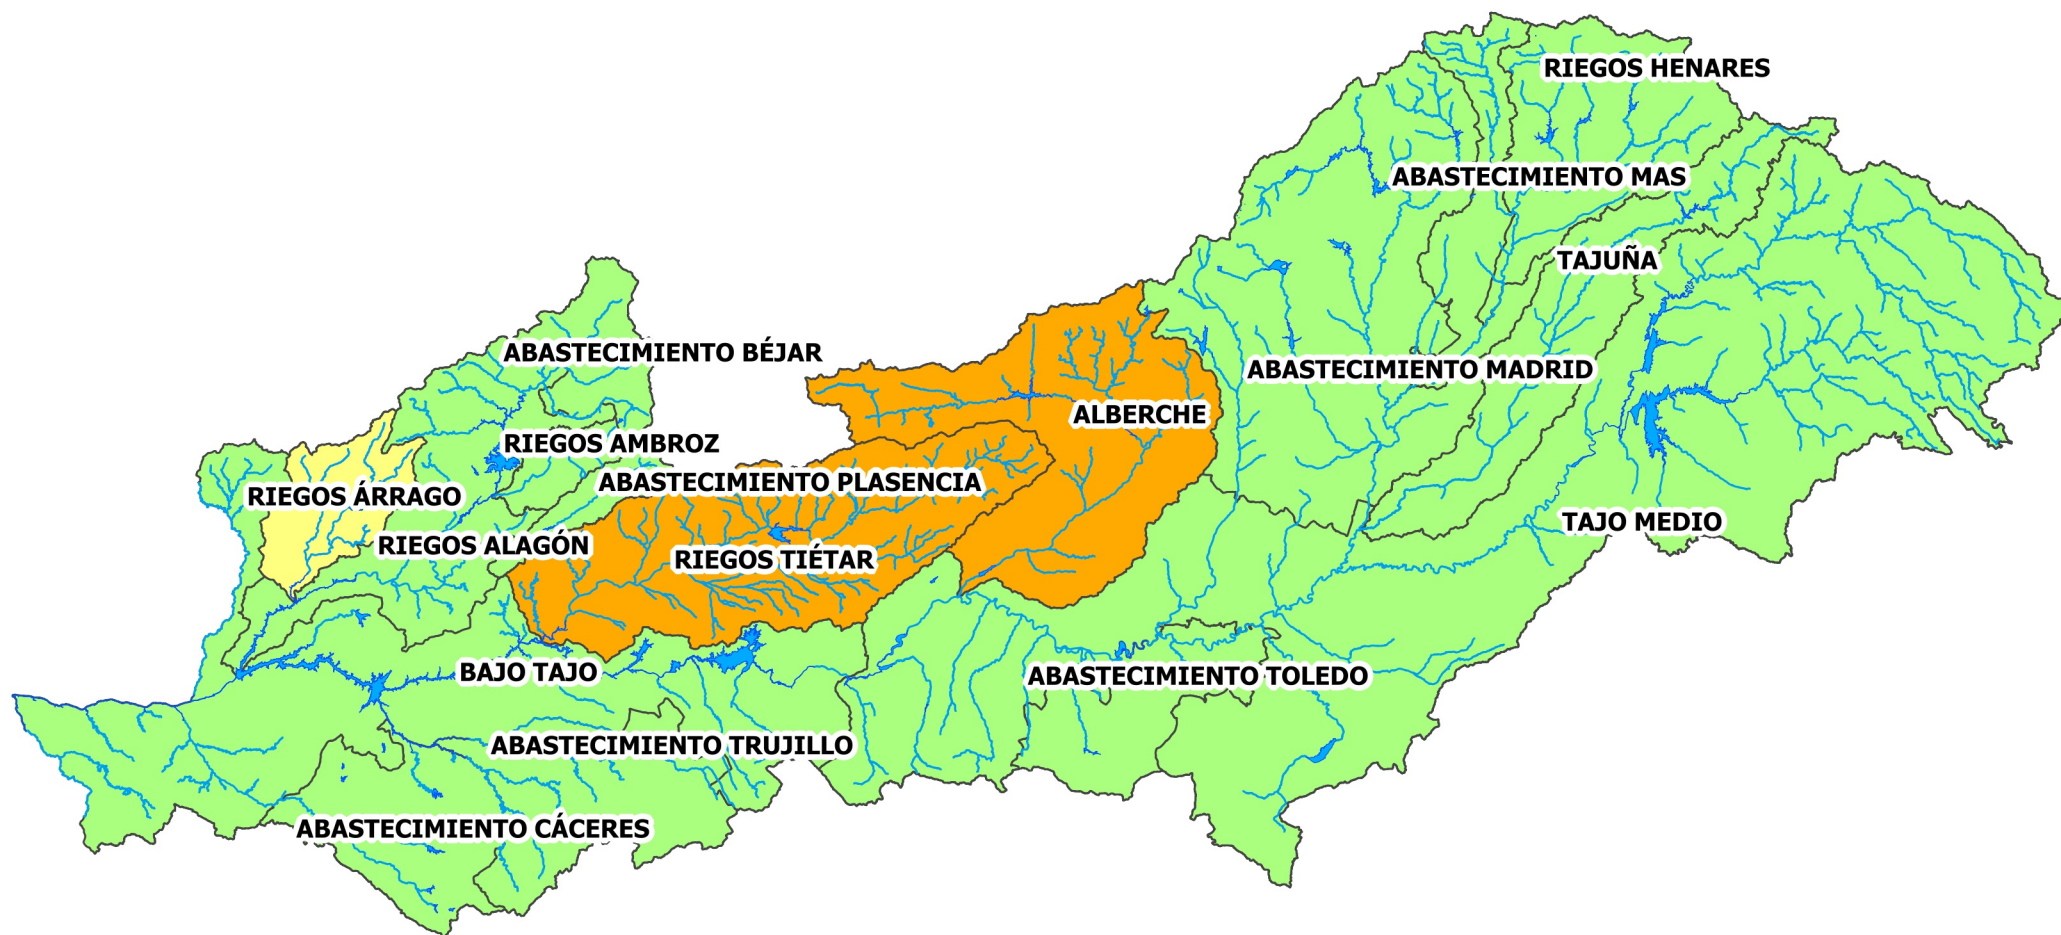 RIEGOS HENARES
ABASTECIMIENTO MAS
TAJUÑA
ABASTECIMIENTO BÉJAR
ABASTECIMIENTO MADRID
ALBERCHE
RIEGOS AMBROZ
ABASTECIMIENTO PLASENCIA
RIEGOS ÁRRAGO
TAJO MEDIO
RIEGOS ALAGÓN
RIEGOS TIÉTAR
BAJO TAJO
ABASTECIMIENTO TOLEDO
ABASTECIMIENTO TRUJILLO
ABASTECIMIENTO CÁCERES